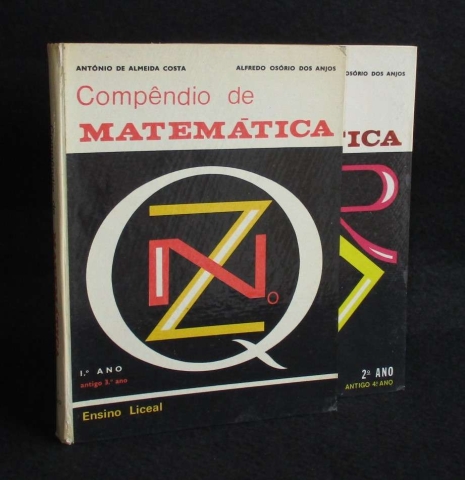 ANTÓNIO DE ALMEIDA COSTA ALFREDO OSÓRIO DOS ANJOS
Compêndio de
MATEMÁTICA
Q
Z
N
o
1.º ANO
antigo 3.º ano
Ensino Liceal
OSÓRIO DOS ANJOS
TICA
2º ANO
ANTIGO 4º ANO